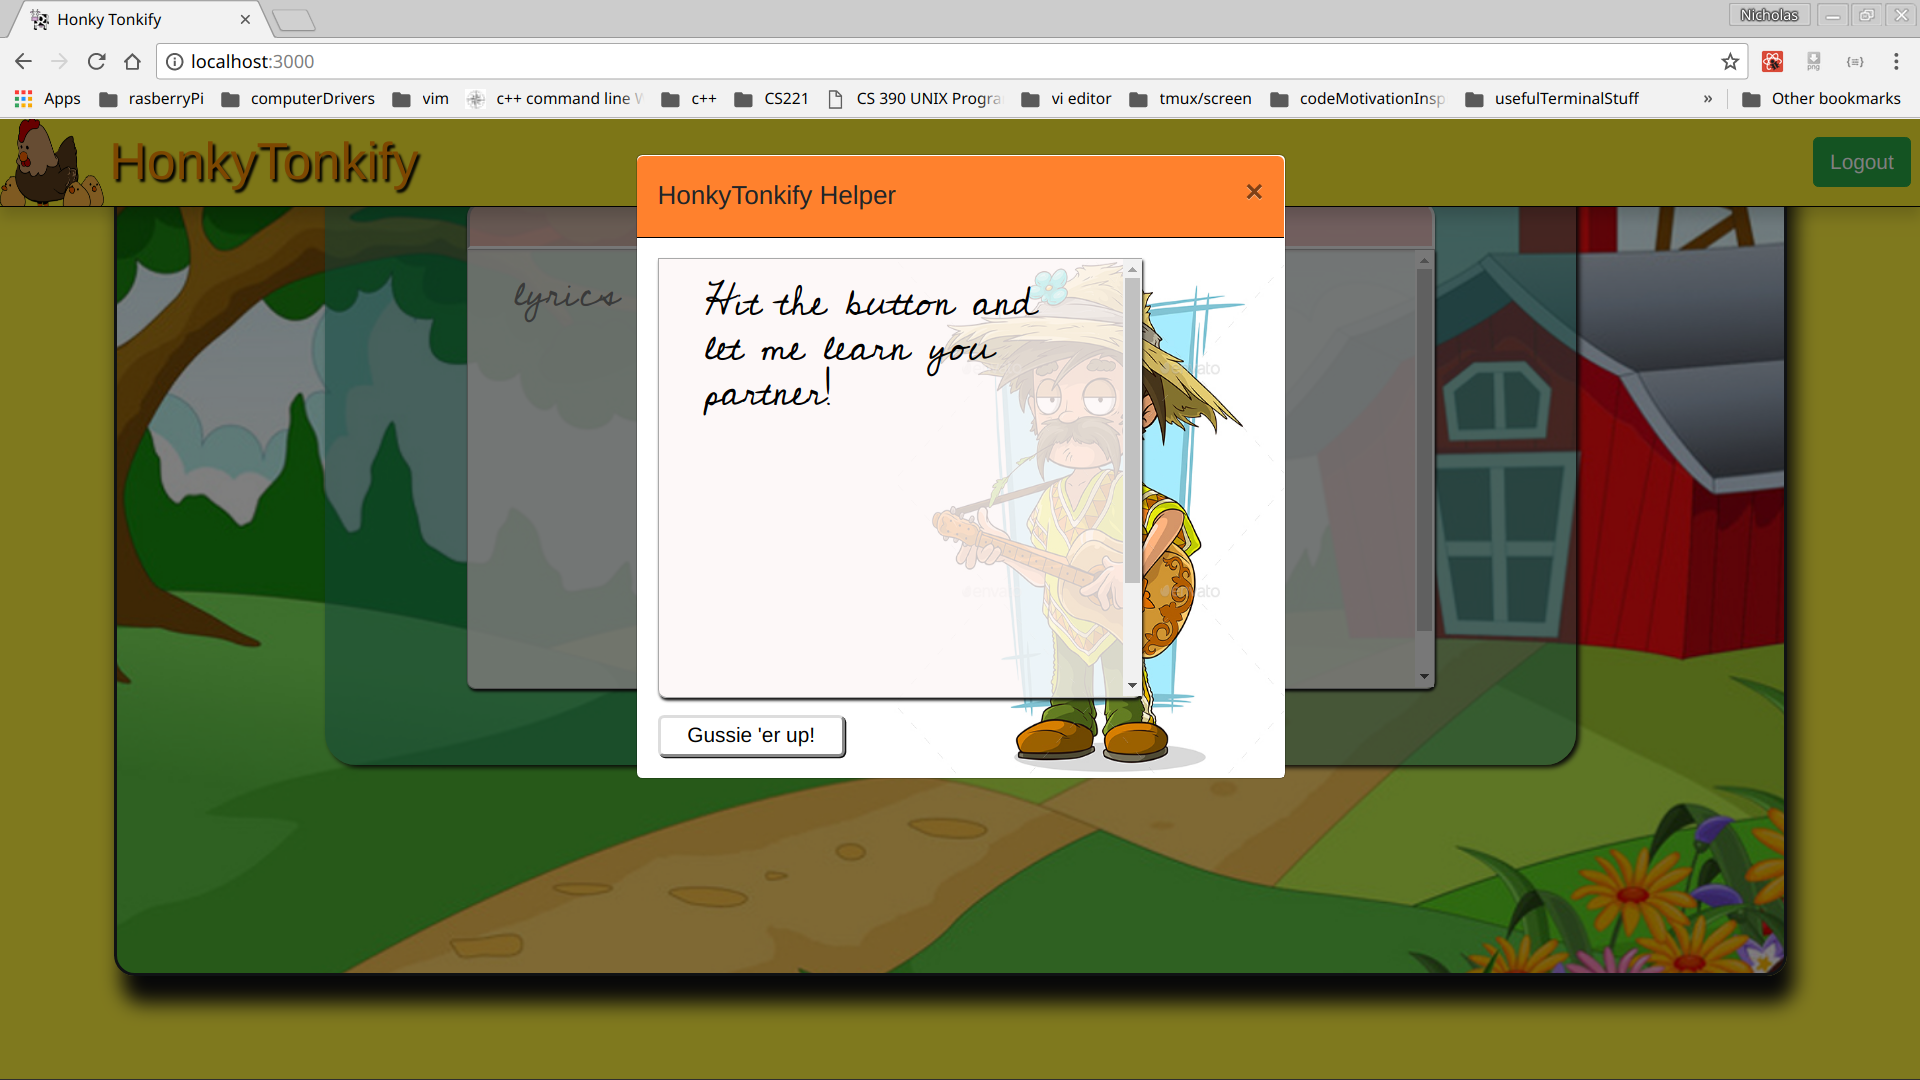 Honky Tonkify
Nicholas
localhost:3000
Apps rasberryPi computerDrivers vim c++ command line c++ CS221 CS 390 UNIX vi editor tmux/screen usefulTerminalStuff » Other bookmarks
HonkyTonkify
Logout
HonkyTonkify Helper
lyrics
Hit the button and
let me learn you
partner!
Gussie 'er up!